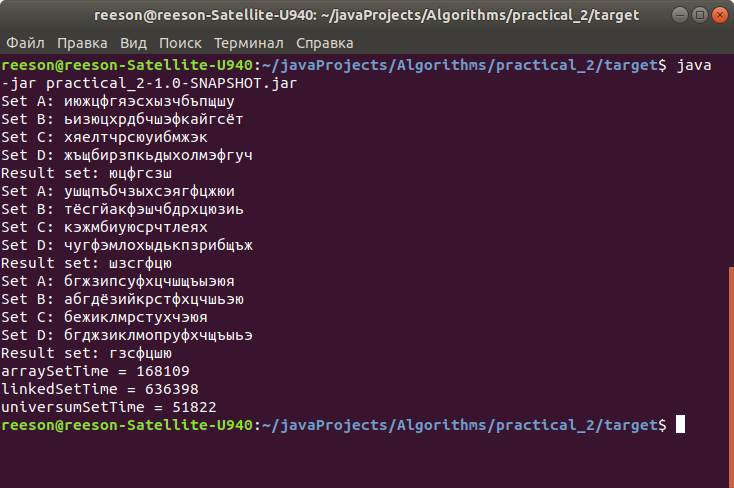 reeson@reeson-Satellite-U940: ~/javaProjects/Algorithms/practical_2/target
Файл Правка Вид Поиск Терминал Справка
reeson@reeson-Satellite-U940:~/javaProjects/Algorithms/practical_2/target$ java
-jar practical_2-1.0-SNAPSHOT.jar
Set A: июжцфгяэсхызчбъпщшу
Set B: ьизюцхрдбчшэфкайгсёт
Set C: хяелтчрсюуибмжэк
Set D: жъщбирзпкьдыхолмэфгуч
Result set: юцфгсзш
Set A: ушщпъбчзыхсэягфцжюи
Set B: тёсгйакфэшчбдрхцюзиь
Set C: кэжмбиуюсрчтлеях
Set D: чугфэмлохыдькпзрибщъж
Result set: шзсгфцю
Set A: бгжзипсуфхцчшщъыэюя
Set B: абгдёзийкрстфхцчшьэю
Set C: бежиклмрстухчэюя
Set D: бгджзиклмопруфхчщъыьэ
Result set: гзсфцшю
arraySetTime = 168109
linkedSetTime = 636398
universumSetTime = 51822
reeson@reeson-Satellite-U940:~/javaProjects/Algorithms/practical_2/target$